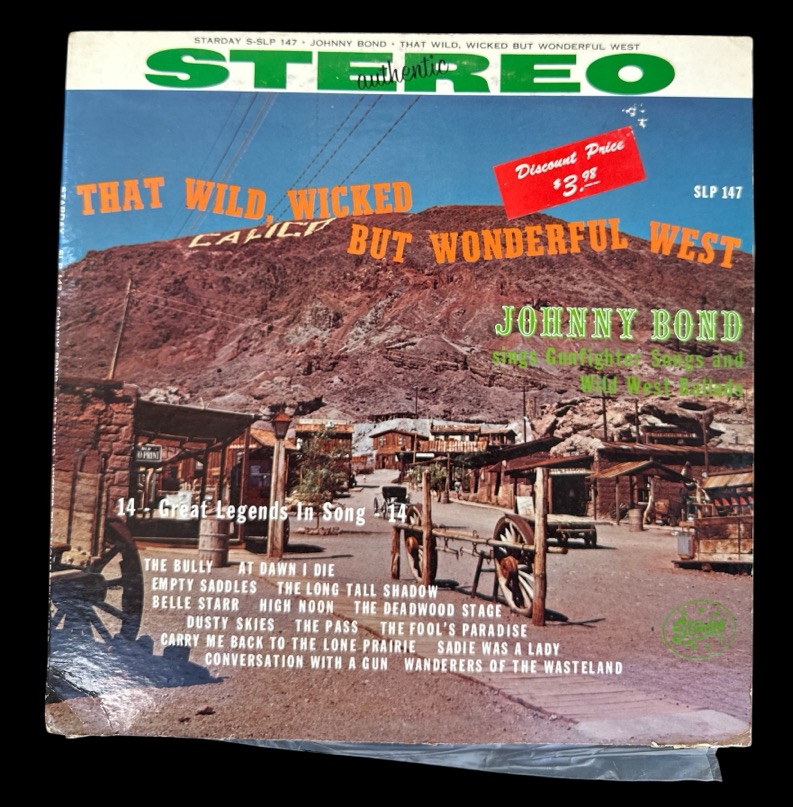 STARDAY S-SLP 147 • JOHNNY BOND • THAT WILD, WICKED BUT WONDERFUL WEST
STEREO
authentic
Discount Price
$3.98
SLP 147
THAT WILD, WICKED
CALICO
BUT WONDERFUL WEST
JOHNNY BOND
sings Gunfighter Songs and
Wild West Ballads
14 - Great Legends In Song - 14
THE BULLY AT DAWN I DIE
EMPTY SADDLES THE LONG TALL SHADOW
BELLE STARR HIGH NOON THE DEADWOOD STAGE
DUSTY SKIES THE PASS THE FOOL'S PARADISE
CARRY ME BACK TO THE LONE PRAIRIE SADIE WAS A LADY
CONVERSATION WITH A GUN WANDERERS OF THE WASTELAND
Starday